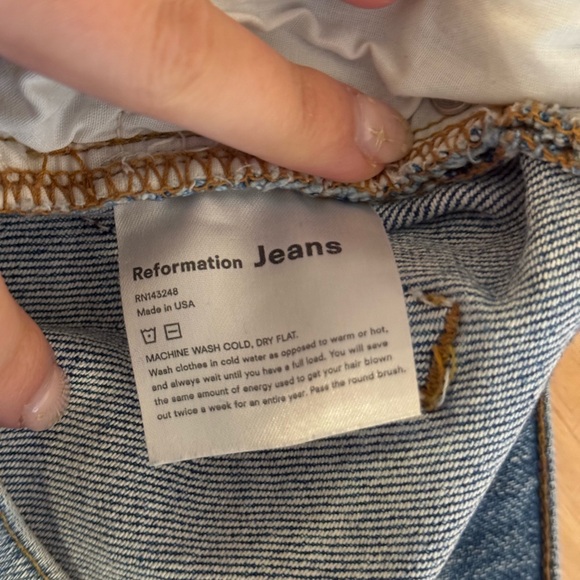 Reformation Jeans
RN143248
Made in USA
MACHINE WASH COLD, DRY FLAT.
Wash clothes in cold water as opposed to warm or hot,
and always wait until you have a full load. You will save
the same amount of energy used to get your hair blown
out twice a week for an entire year. Pass the round brush.